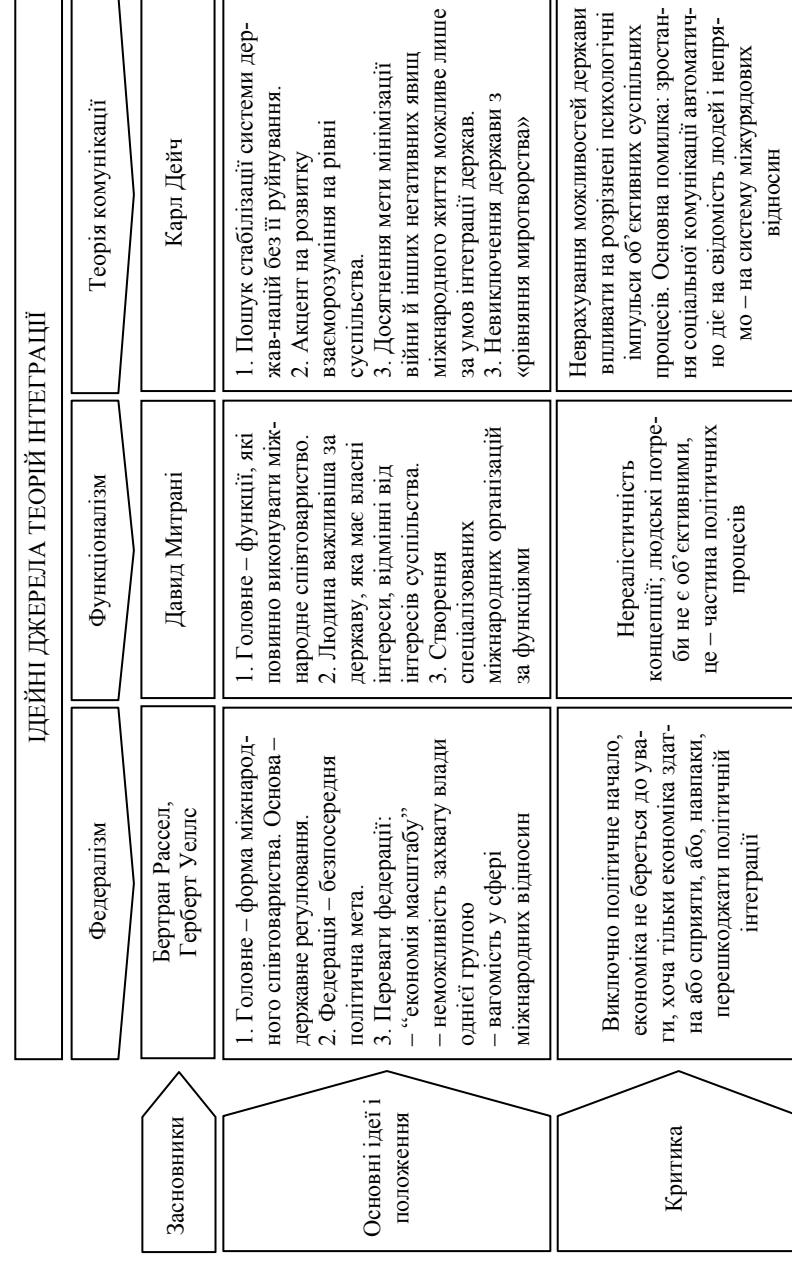 ІДЕЙНІ ДЖЕРЕЛА ТЕОРІЙ ІНТЕГРАЦІЇ
Федералізм
Функціоналізм
Теорія комунікації
Засновники
Бертран Рассел,
Герберт Уеллс
Давид Митрані
Карл Дейч
Основні ідеї і
положення
1. Головне – форма міжнарод-
ного співтовариства. Основа –
державне регулювання.
2. Федерація – безпосередня
політична мета.
3. Переваги федерації:
– “економія масштабу”
– неможливість захвату влади
однієї групою
– вагомість у сфері
міжнародних відносин
1. Головне – функції, які
повинно виконувати між-
народне співтовариство.
2. Людина важливіша за
державу, яка має власні
інтереси, відмінні від
інтересів суспільства.
3. Створення
спеціалізованих
міжнародних організацій
за функціями
1. Пошук стабілізації системи дер-
жав-націй без її руйнування.
2. Акцент на розвитку
взаєморозуміння на рівні
суспільства.
3. Досягнення мети мінімізації
війни й інших негативних явищ
міжнародного життя можливе лише
за умов інтеграції держав.
3. Невиключення держави з
«рівняння миротворства»
Критика
Виключно політичне начало,
економіка не береться до ува-
ги, хоча тільки економіка здат-
на або сприяти, або, навпаки,
перешкоджати політичній
інтеграції
Нереалістичність
концепції; людські потре-
би не є об’єктивними,
це – частина політичних
процесів
Неврахування можливостей держави
впливати на розрізнені психологічні
імпульси об’єктивних суспільних
процесів. Основна помилка: зростан-
ня соціальної комунікації автоматич-
но діє на свідомість людей і непря-
мо – на систему міжурядових
відносин